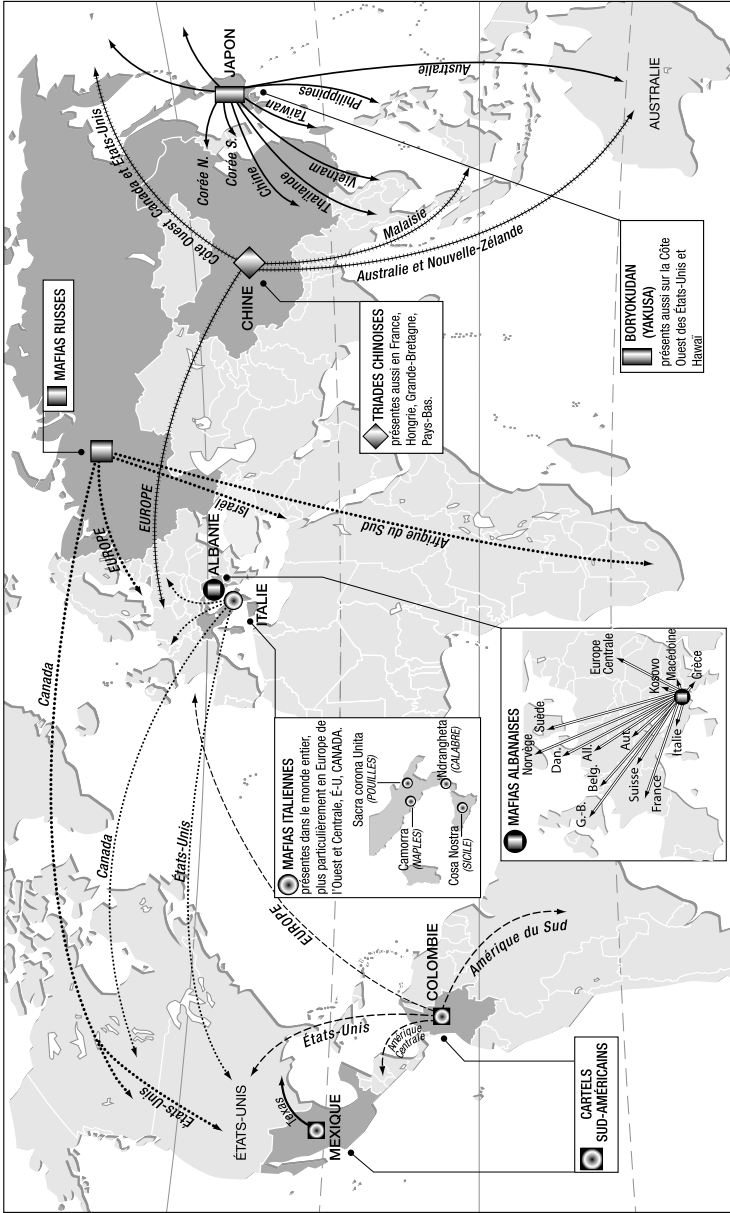 MAFIAS RUSSES
Canada
États-Unis
EUROPE
Israël
Afrique du Sud
ÉTATS-UNIS
Canada
États-Unis
ALBANIE
ITALIE
EUROPE
CHINE
Côte Ouest Canada et États-Unis
Malaisie
Australie et Nouvelle-Zélande
JAPON
Corée N.
Corée S.
Chine
Thaïlande
Vietnam
Taïwan
Philippines
Australie
AUSTRALIE
MEXIQUE
Texas
COLOMBIE
États-Unis
Amérique
Centrale
EUROPE
Amérique du Sud
CARTELS
SUD-AMÉRICAINS
MAFIAS ITALIENNES
présentes dans le monde entier,
plus particulièrement en Europe de
l'Ouest et Centrale, É-U, CANADA.
Sacra corona Unita
(POUILLES)
Camorra
(NAPLES)
Cosa Nostra
(SICILE)
Ndrangheta
(CALABRE)
MAFIAS ALBANAISES
Norvège
Suède
Dan.
All.
Belg.
G.-B.
Aut.
Suisse
France
Italie
Europe
Centrale
Kosovo
Macédoine
Grèce
TRIADES CHINOISES
présentes aussi en France,
Hongrie, Grande-Bretagne,
Pays-Bas.
BORYOKUDAN
(YAKUSA)
présents aussi sur la Côte
Ouest des États-Unis et
Hawaï